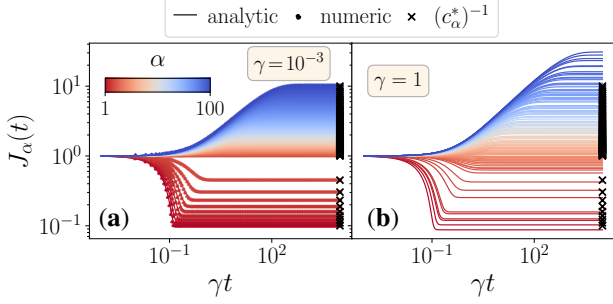 analytic numeric (c*α)⁻¹
α
1 100
γ = 10⁻³
γ = 1
Jα(t)
10¹
10⁰
10⁻¹
(a) (b)
10⁻¹ 10² 10⁻¹ 10²
γt γt